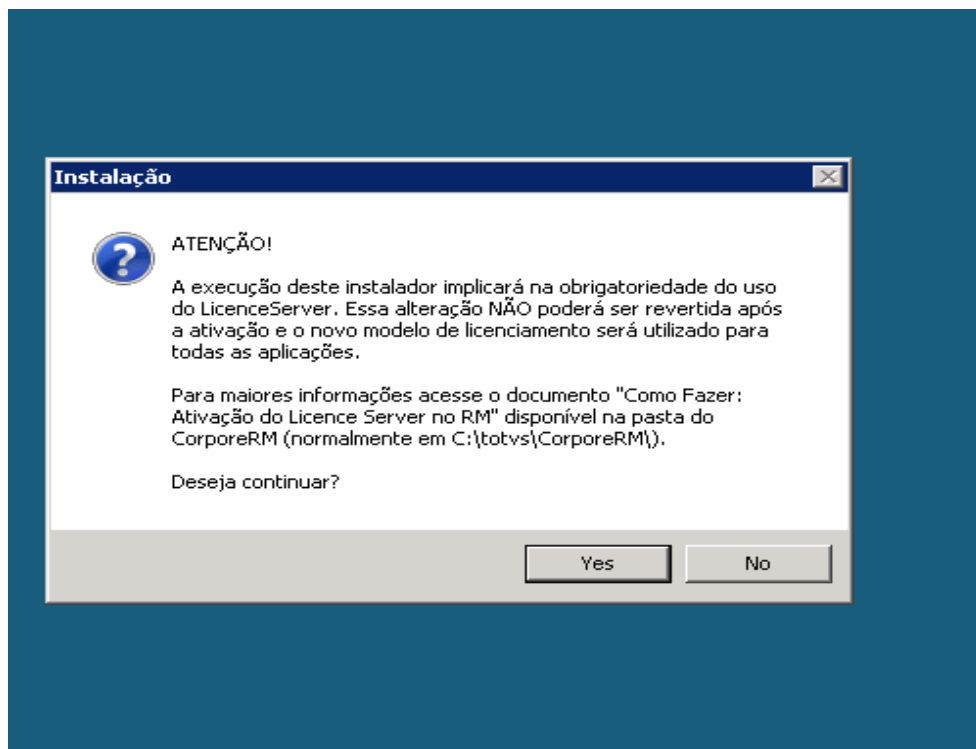 Instalação
ATENÇÃO!
A execução deste instalador implicará na obrigatoriedade do uso
do LicenceServer. Essa alteração NÃO poderá ser revertida após
a ativação e o novo modelo de licenciamento será utilizado para
todas as aplicações.
Para maiores informações acesse o documento "Como Fazer:
Ativação do Licence Server no RM" disponível na pasta do
CorporeRM (normalmente em C:\totvs\CorporeRM\).
Deseja continuar?
Yes
No